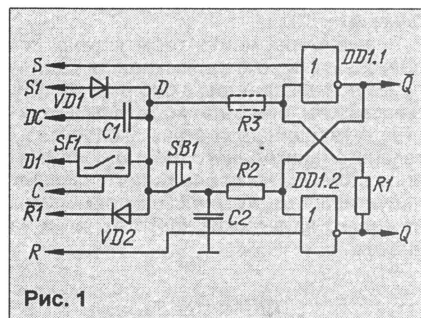 S
1
DD1.1
Q̅
S1
VD1
D
DC
C1
R3
SF1
SB1
D1
R2
DD1.2
R1
C
C2
1
R̅1̅
VD2
Q
R
Рис. 1